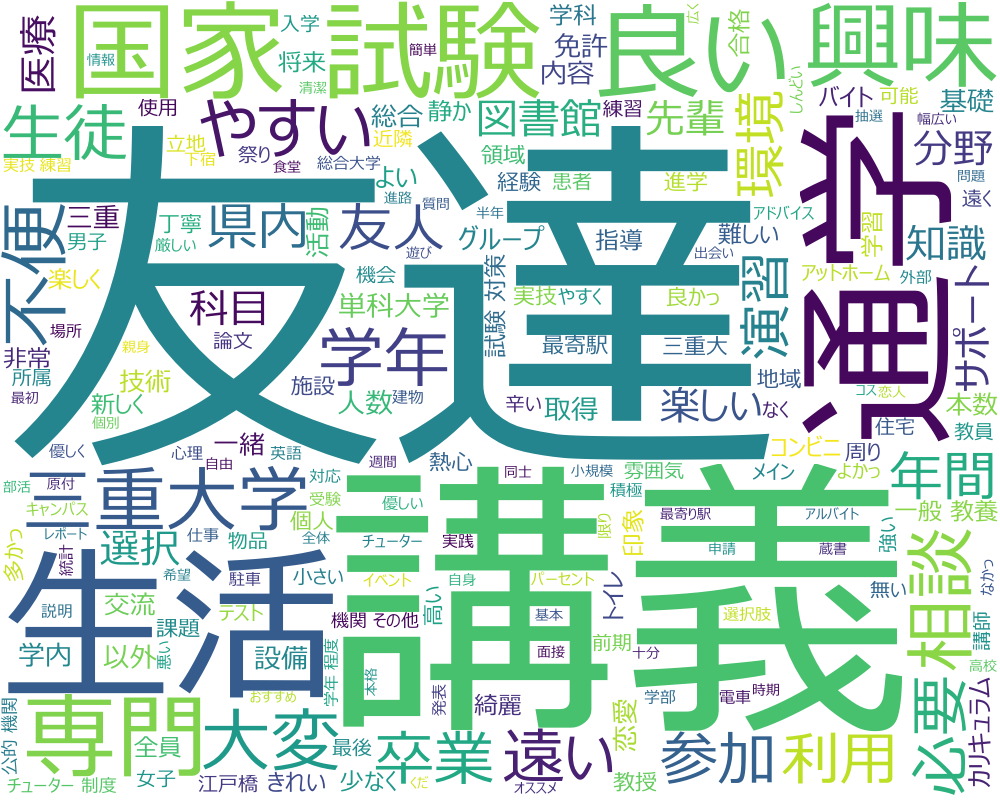 国家
試験
良い
興味
入学
学科
合格
広く
医療
情報
将来
清潔
簡単
免許
内容
しんどい
生徒
使用
やすい
総合
静か
図書館
練習
先輩
環境
バイト
可能
基礎
立地
祭り
近隣
領域
抽選
幅広い
実技 練習
下宿
食堂
総合大学
経験
患者
進学
分野
問題
よい
進路
質問
不便
三重
丁寧
県内
友人
半年
アドバイス
遠く
男子
厳しい
活動
グループ
指導
難しい
学習
知識
友達
通学
楽しく
機会
遊び
出会い
アットホーム
外部
場所
科目
単科大学
試験 対策
実技
やすく
良かっ
演習
サポート
非常
論文
学年
最寄駅
三重大
所属
親身
技術
施設
建物
地域
最初
新しく
個別
人数
辛い
取得
楽しい
なく
コス
恋人
本数
優しく
心理
一緒
英語
熱心
同士
小規模
雰囲気
コンビニ
周り
住宅
教員
自由
メイン
よかっ
年間
部活
原付
三重大学
週間
対応
積極
キャンパス
受験
優しい
個人
最寄り駅
アルバイト
一般 教養
レポート
仕事
全体
チューター
実践
限り
印象
申請
蔵書
強い
多かっ
選択
物品
統計
希望
駐車
小さい
イベント
自身
パーセント
トイレ
無い
なかっ
生活
講義
相談
説明
交流
テスト
機関 その他
高い
基本
選択肢
講師
課題
学内
悪い
以外
設備
学年 程度
前期
面接
十分
高校
公的 機関
専門
おすすめ
本格
発表
綺麗
学部
電車
時期
必要
カリキュラム
全員
大変
最後
卒業
遠い
恋愛
参加
利用
チューター 制度
女子
江戸橋
きれい
少なく
くだ
オススメ
教授